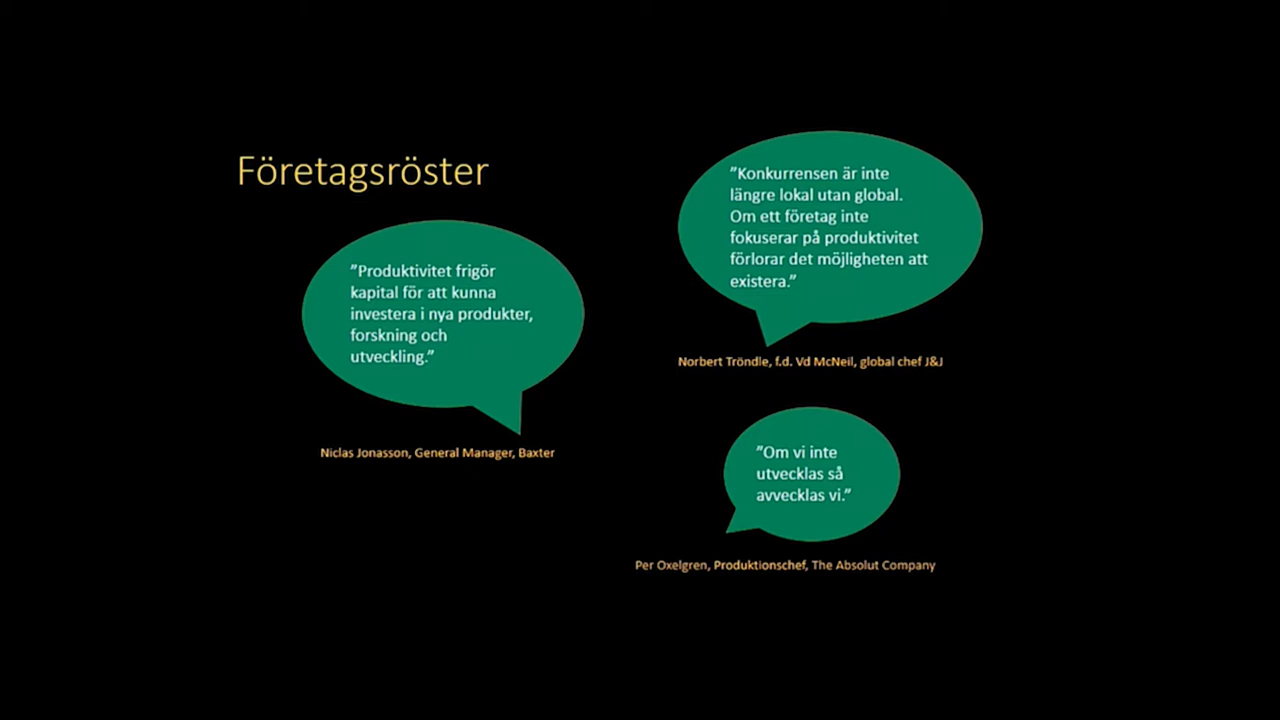 Företagsröster
”Produktivitet frigör
kapital för att kunna
investera i nya produkter,
forskning och
utveckling.”
Niclas Jonasson, General Manager, Baxter
”Konkurrensen är inte
längre lokal utan global.
Om ett företag inte
fokuserar på produktivitet
förlorar det möjligheten att
existera.”
Norbert Tröndle, f.d. Vd McNeil, global chef J&J
”Om vi inte
utvecklas så
avvecklas vi.”
Per Oxelgren, Produktionschef, The Absolut Company